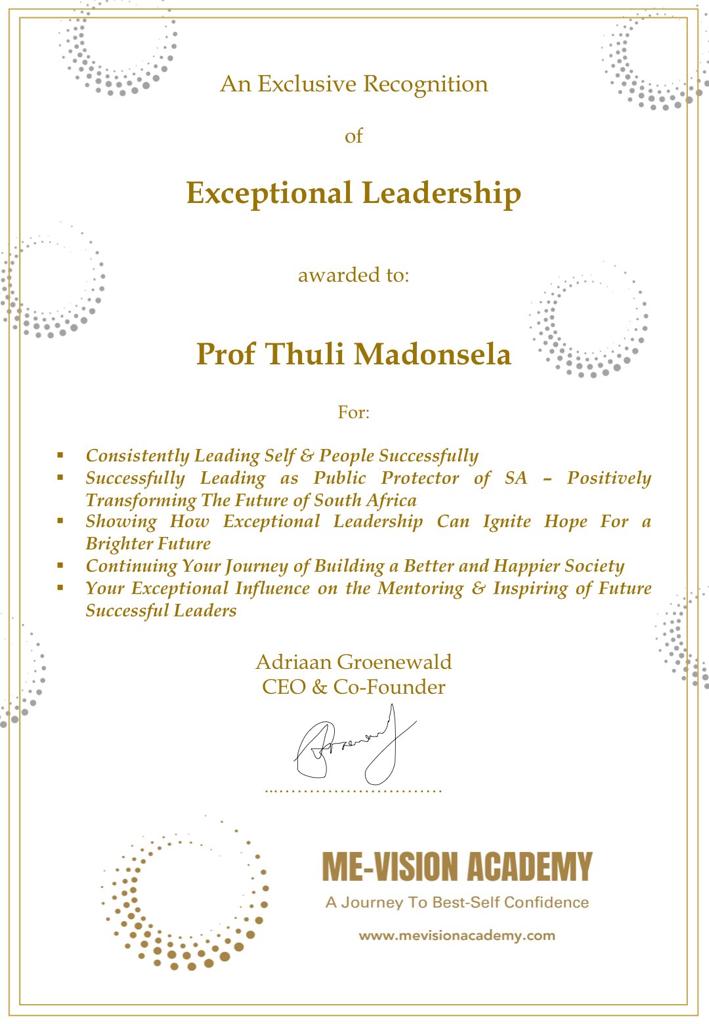 An Exclusive Recognition
of
Exceptional Leadership
awarded to:
Prof Thuli Madonsela
For:
▪ Consistently Leading Self & People Successfully
▪ Successfully Leading as Public Protector of SA – Positively
Transforming The Future of South Africa
▪ Showing How Exceptional Leadership Can Ignite Hope For a
Brighter Future
▪ Continuing Your Journey of Building a Better and Happier Society
▪ Your Exceptional Influence on the Mentoring & Inspiring of Future
Successful Leaders
Adriaan Groenewald
CEO & Co-Founder
ME-VISION ACADEMY
A Journey To Best-Self Confidence
www.mevisionacademy.com